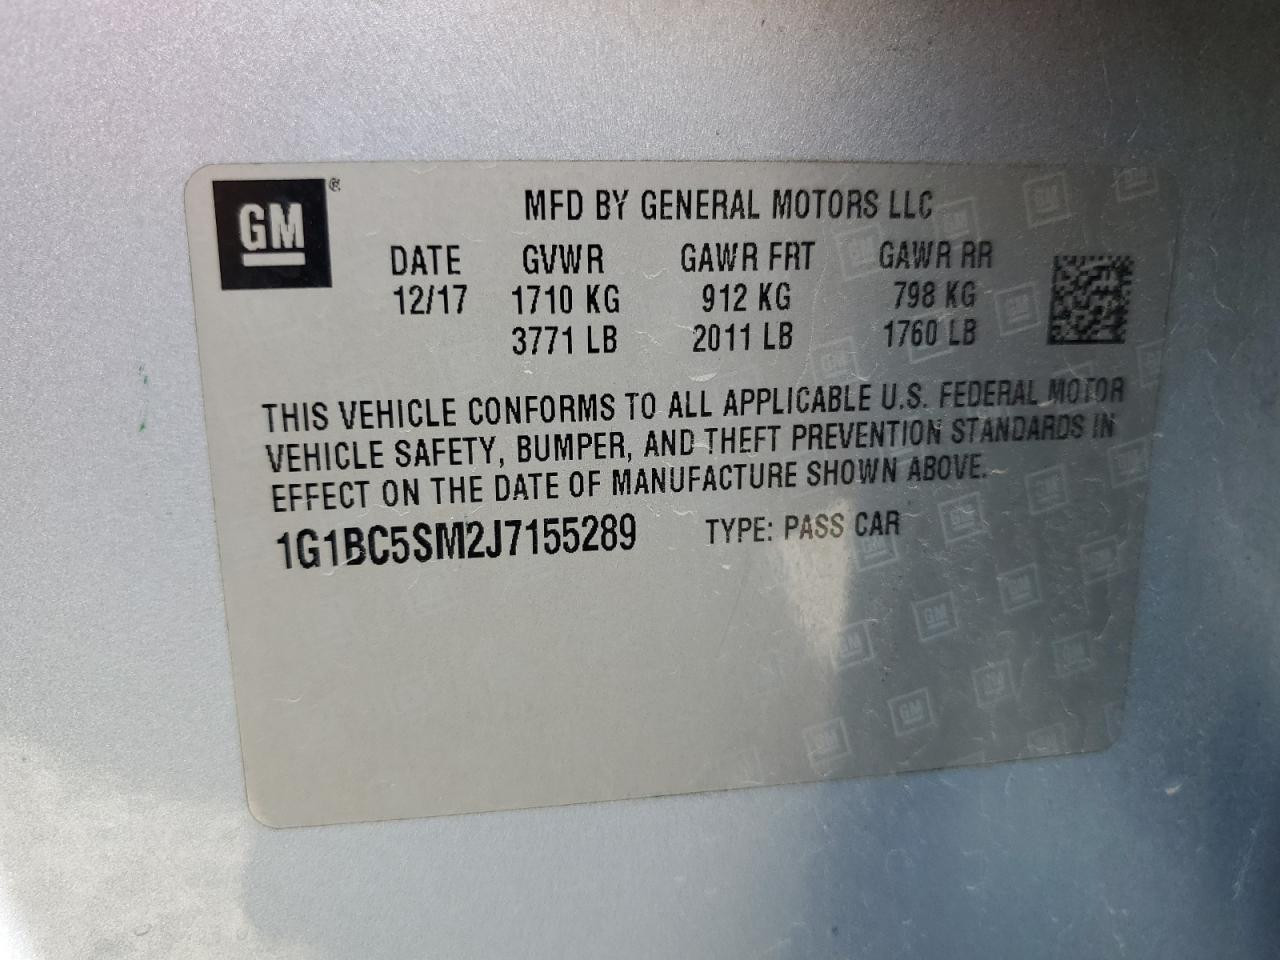 GM ®
MFD BY GENERAL MOTORS LLC
DATE GVWR GAWR FRT GAWR RR
12/17 1710 KG 912 KG 798 KG
3771 LB 2011 LB 1760 LB
THIS VEHICLE CONFORMS TO ALL APPLICABLE U.S. FEDERAL MOTOR
VEHICLE SAFETY, BUMPER, AND THEFT PREVENTION STANDARDS IN
EFFECT ON THE DATE OF MANUFACTURE SHOWN ABOVE.
1G1BC5SM2J7155289 TYPE: PASS CAR